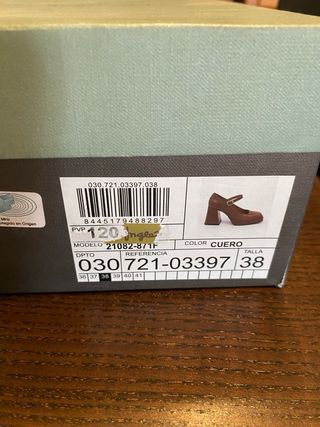 030.721.03397.038
8445179488297
PVP 120 Ingles
MODELO 21082-871F COLOR CUERO
DPTO REFERENCIA TALLA
030 721-03397 38
36 37 38 39 40 41